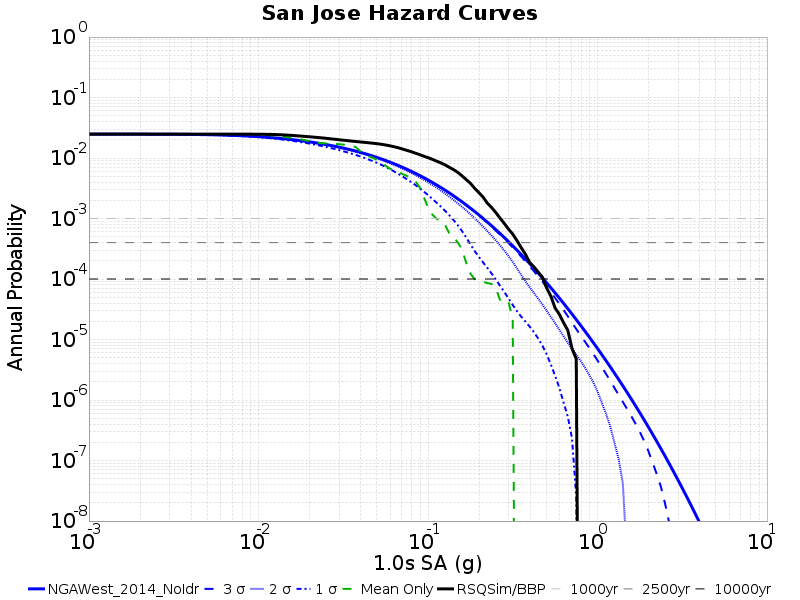 San Jose Hazard Curves
10^0
10^-1
10^-2
10^-3
10^-4
10^-5
10^-6
10^-7
10^-8
Annual Probability
10^-3 10^-2 10^-1 10^0 10^1
1.0s SA (g)
NGAWest_2014_NoIdr 3 σ 2 σ 1 σ Mean Only RSQSim/BBP 1000yr 2500yr 10000yr